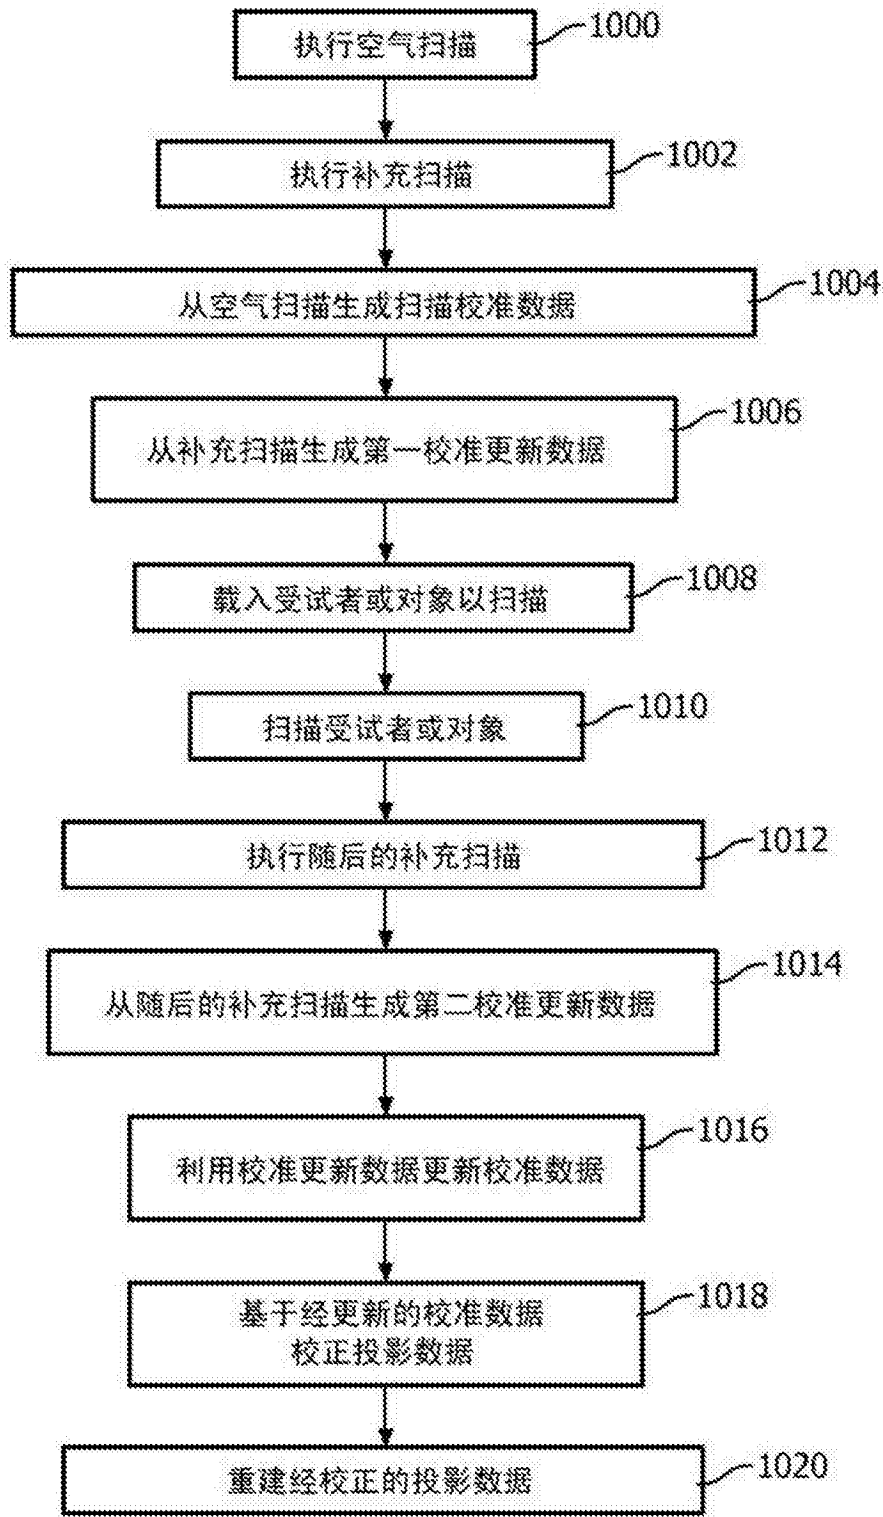 执行空气扫描
1000
执行补充扫描
1002
从空气扫描生成扫描校准数据
1004
从补充扫描生成第一校准更新数据
1006
载入受试者或对象以扫描
1008
扫描受试者或对象
1010
执行随后的补充扫描
1012
从随后的补充扫描生成第二校准更新数据
1014
利用校准更新数据更新校准数据
1016
基于经更新的校准数据
校正投影数据
1018
重建经校正的投影数据
1020